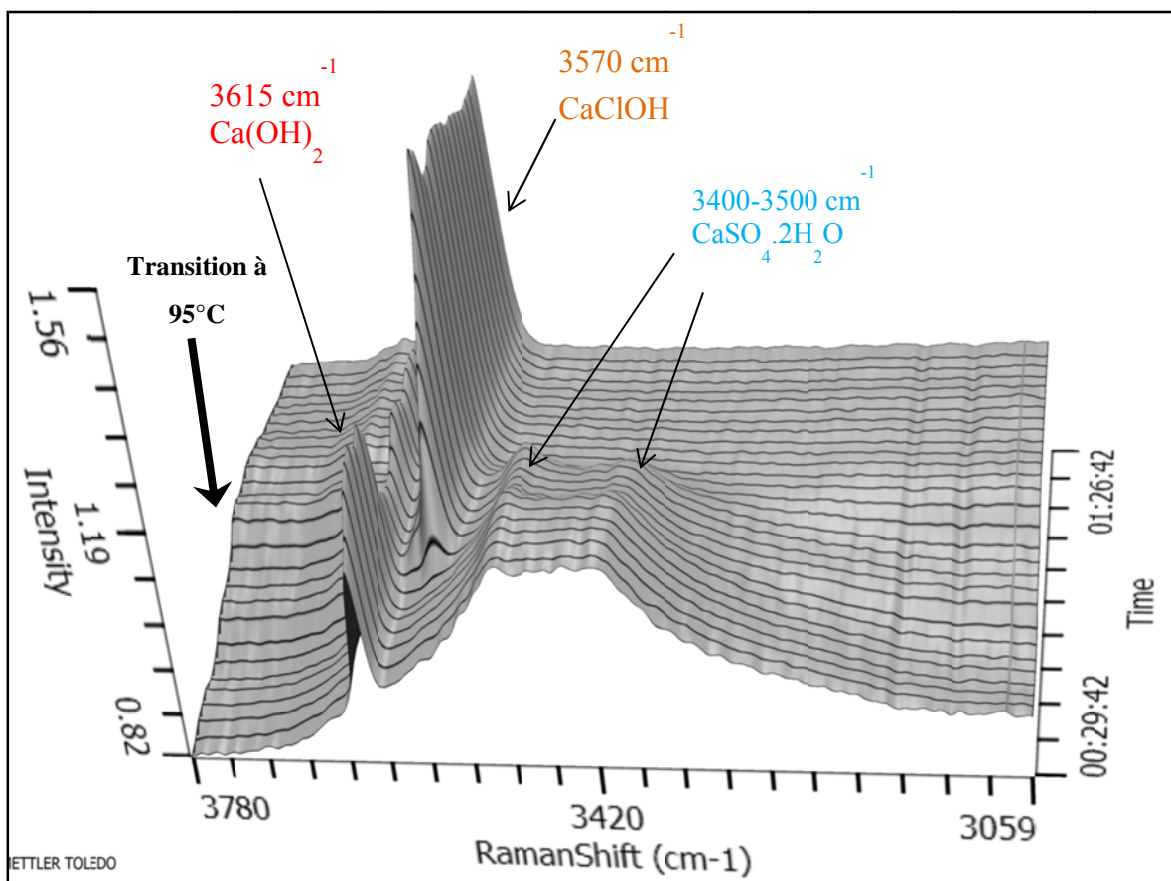 3615 cm-1
Ca(OH)2
3570 cm-1
CaClOH
3400-3500 cm-1
CaSO4.2H2O
Transition à
95°C
1.56
1.19
0.82
Intensity
01:26:42
00:29:42
Time
3780
3420
3059
RamanShift (cm-1)
METTLER TOLEDO